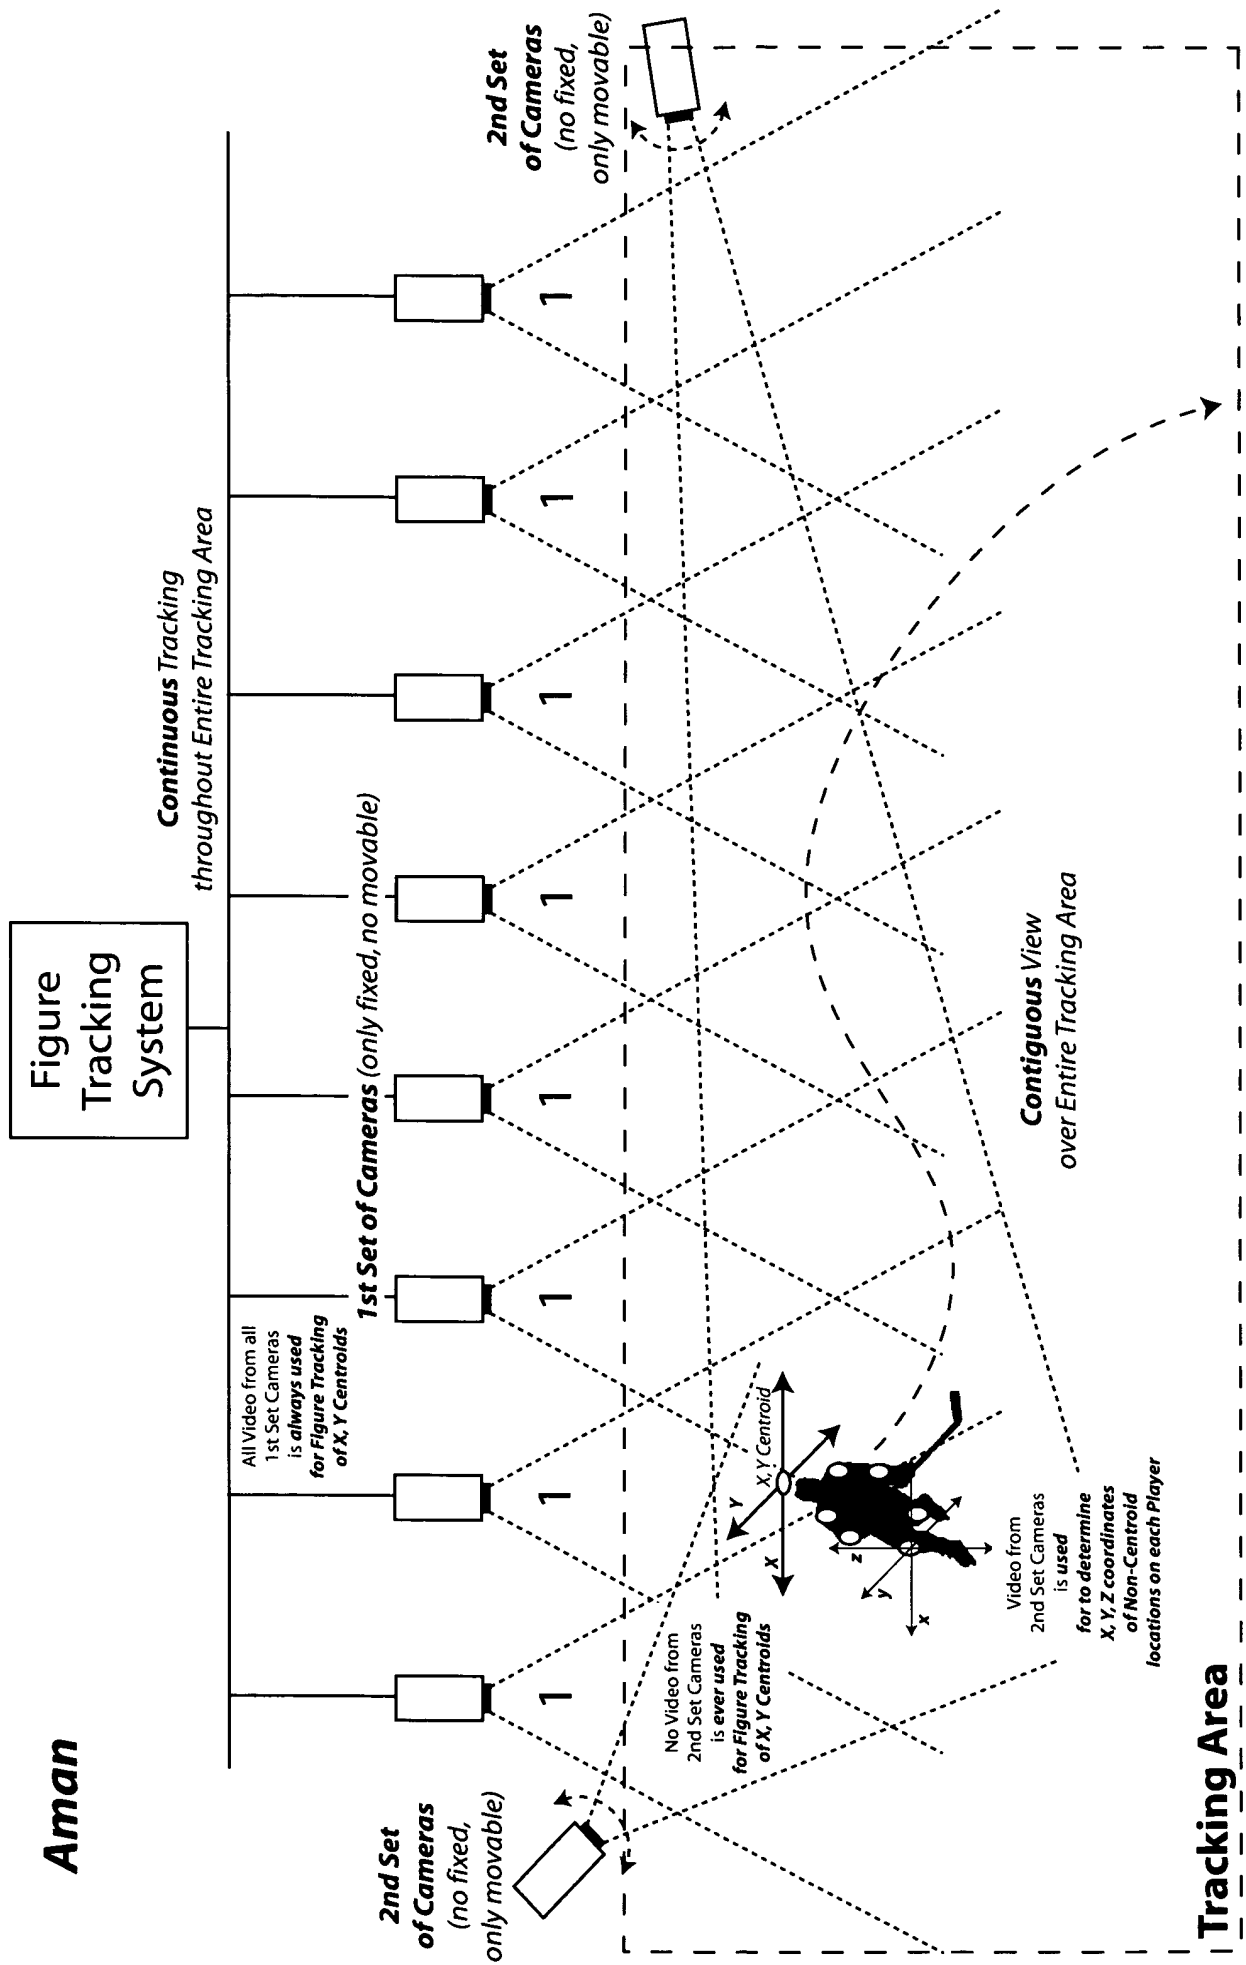 Aman
Figure
Tracking
System
Continuous Tracking
throughout Entire Tracking Area
All Video from all
1st Set Cameras
is always used
for Figure Tracking
of X, Y Centroids
1st Set of Cameras (only fixed, no movable)
2nd Set
of Cameras
(no fixed,
only movable)
2nd Set
of Cameras
(no fixed,
only movable)
1
1
1
1
1
1
1
1
No Video from
2nd Set Cameras
is ever used
for Figure Tracking
of X, Y Centroids
X
Y
X, Y Centroid
x
y
z
Contiguous View
over Entire Tracking Area
Video from
2nd Set Cameras
is used
for to determine
X, Y, Z coordinates
of Non-Centroid
locations on each Player
Tracking Area